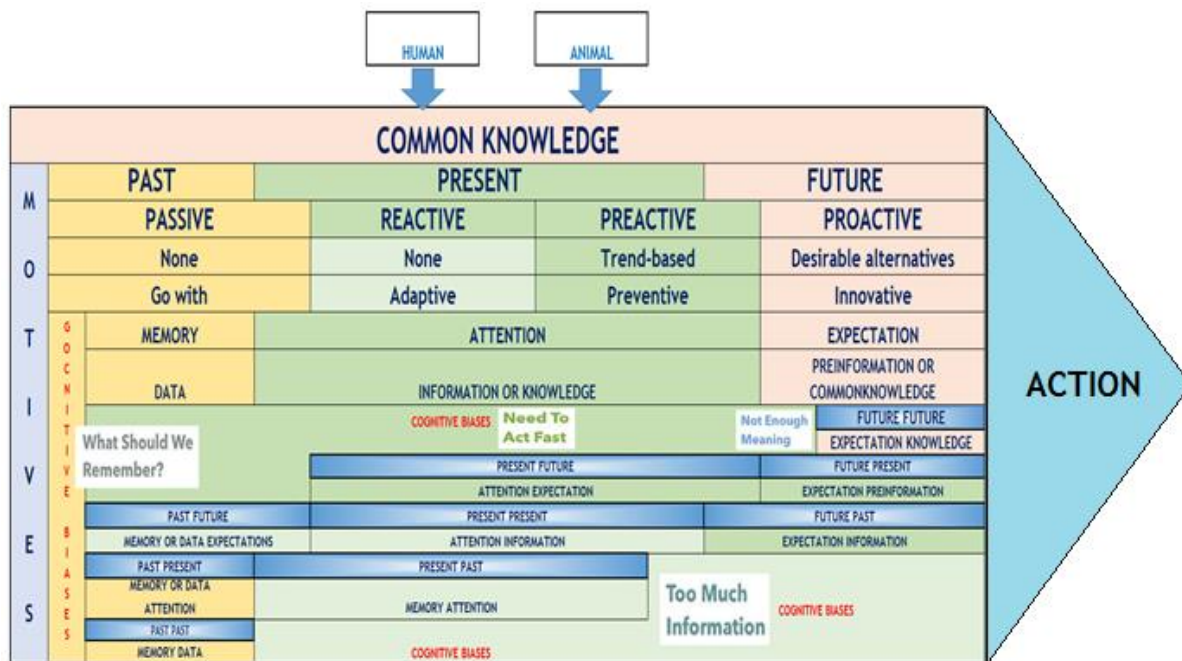 HUMAN ANIMAL
COMMON KNOWLEDGE
MOTIVES
PAST PRESENT FUTURE
PASSIVE REACTIVE PREACTIVE PROACTIVE
None None Trend-based Desirable alternatives
Go with Adaptive Preventive Innovative
GOCNITIVE BIASES
MEMORY ATTENTION EXPECTATION
DATA INFORMATION OR KNOWLEDGE PREINFORMATION OR
COMMONKNOWLEDGE
ACTION
What Should We
Remember?
COGNITIVE BIASES
Need To
Act Fast
Not Enough
Meaning
FUTURE FUTURE
EXPECTATION KNOWLEDGE
PRESENT FUTURE FUTURE PRESENT
ATTENTION EXPECTATION EXPECTATION PREINFORMATION
PAST FUTURE PRESENT PRESENT FUTURE PAST
MEMORY OR DATA EXPECTATIONS ATTENTION INFORMATION EXPECTATION INFORMATION
PAST PRESENT PRESENT PAST
MEMORY OR DATA
ATTENTION
MEMORY ATTENTION
Too Much
Information
COGNITIVE BIASES
PAST PAST
MEMORY DATA COGNITIVE BIASES